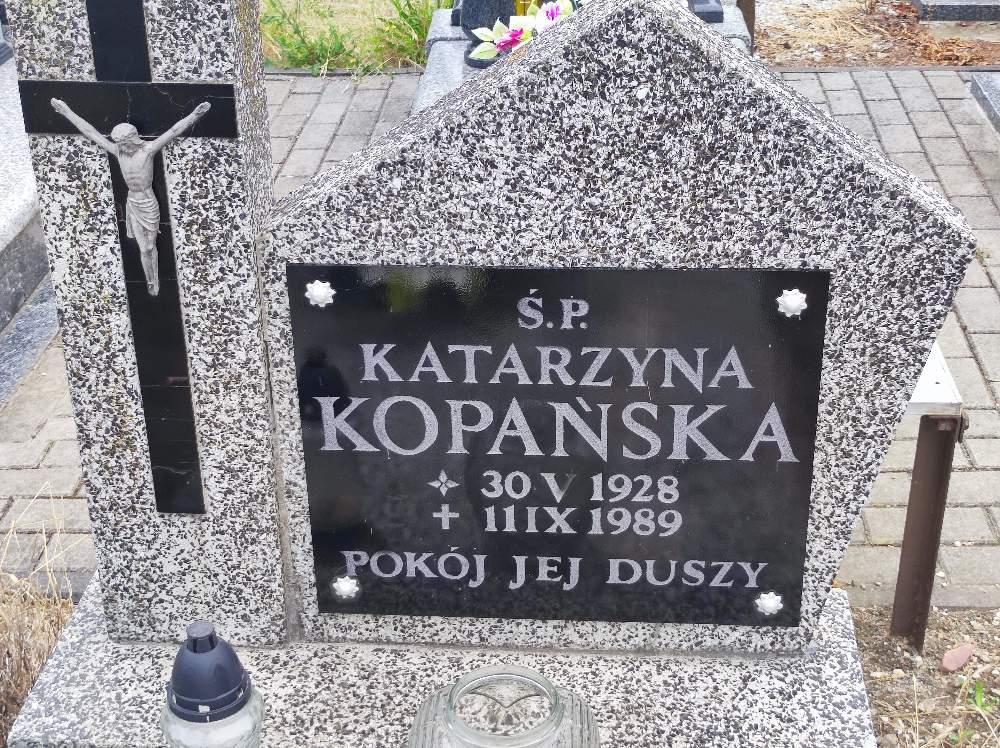 Ś.P.
KATARZYNA
KOPAŃSKA
30 V 1928
11 IX 1989
POKÓJ JEJ DUSZY